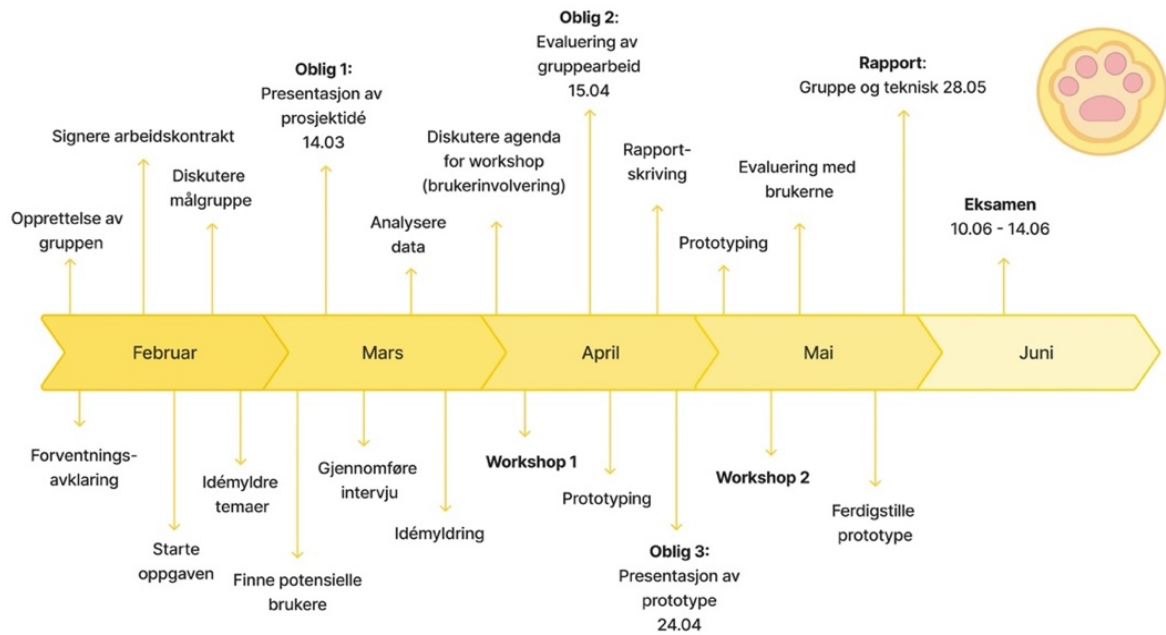 Opprettelse av
gruppen
Signere arbeidskontrakt
Diskutere
målgruppe
Oblig 1:
Presentasjon av
prosjektidé
14.03
Analysere
data
Diskutere agenda
for workshop
(brukerinvolvering)
Oblig 2:
Evaluering av
gruppearbeid
15.04
Rapport-
skriving
Prototyping
Evaluering med
brukerne
Rapport:
Gruppe og teknisk 28.05
Eksamen
10.06 - 14.06
Februar
Mars
April
Mai
Juni
Forventnings-
avklaring
Starte
oppgaven
Idémyldre
temaer
Finne potensielle
brukere
Gjennomføre
intervju
Idémyldring
Workshop 1
Prototyping
Oblig 3:
Presentasjon av
prototype
24.04
Workshop 2
Ferdigstille
prototype